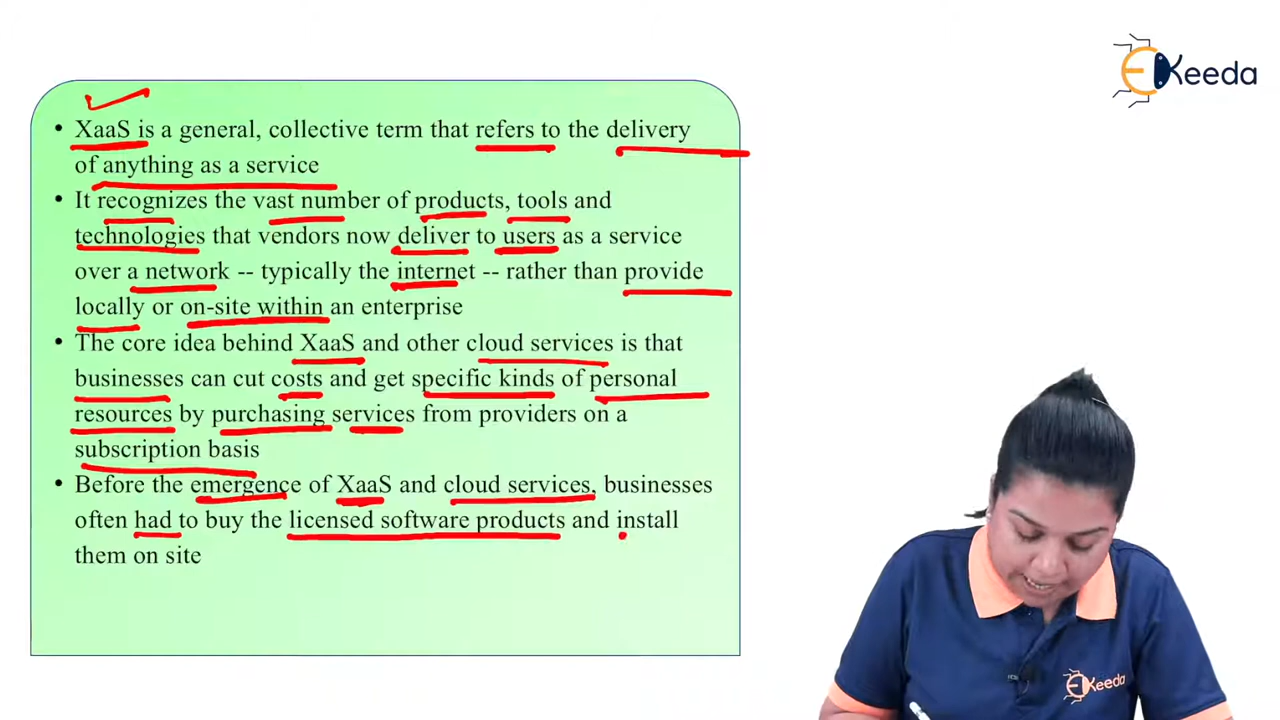 EKeeda
• XaaS is a general, collective term that refers to the delivery
of anything as a service
• It recognizes the vast number of products, tools and
technologies that vendors now deliver to users as a service
over a network -- typically the internet -- rather than provide
locally or on-site within an enterprise
• The core idea behind XaaS and other cloud services is that
businesses can cut costs and get specific kinds of personal
resources by purchasing services from providers on a
subscription basis
• Before the emergence of XaaS and cloud services, businesses
often had to buy the licensed software products and install
them on site
EKeeda